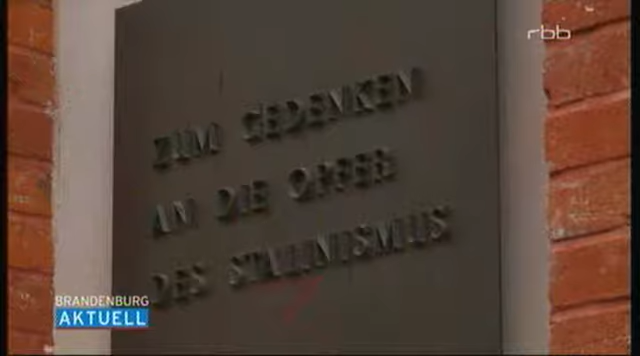 rbb
ZUM GEDENKEN
AN DIE OPFER
DES STALINISMUS
BRANDENBURG
AKTUELL